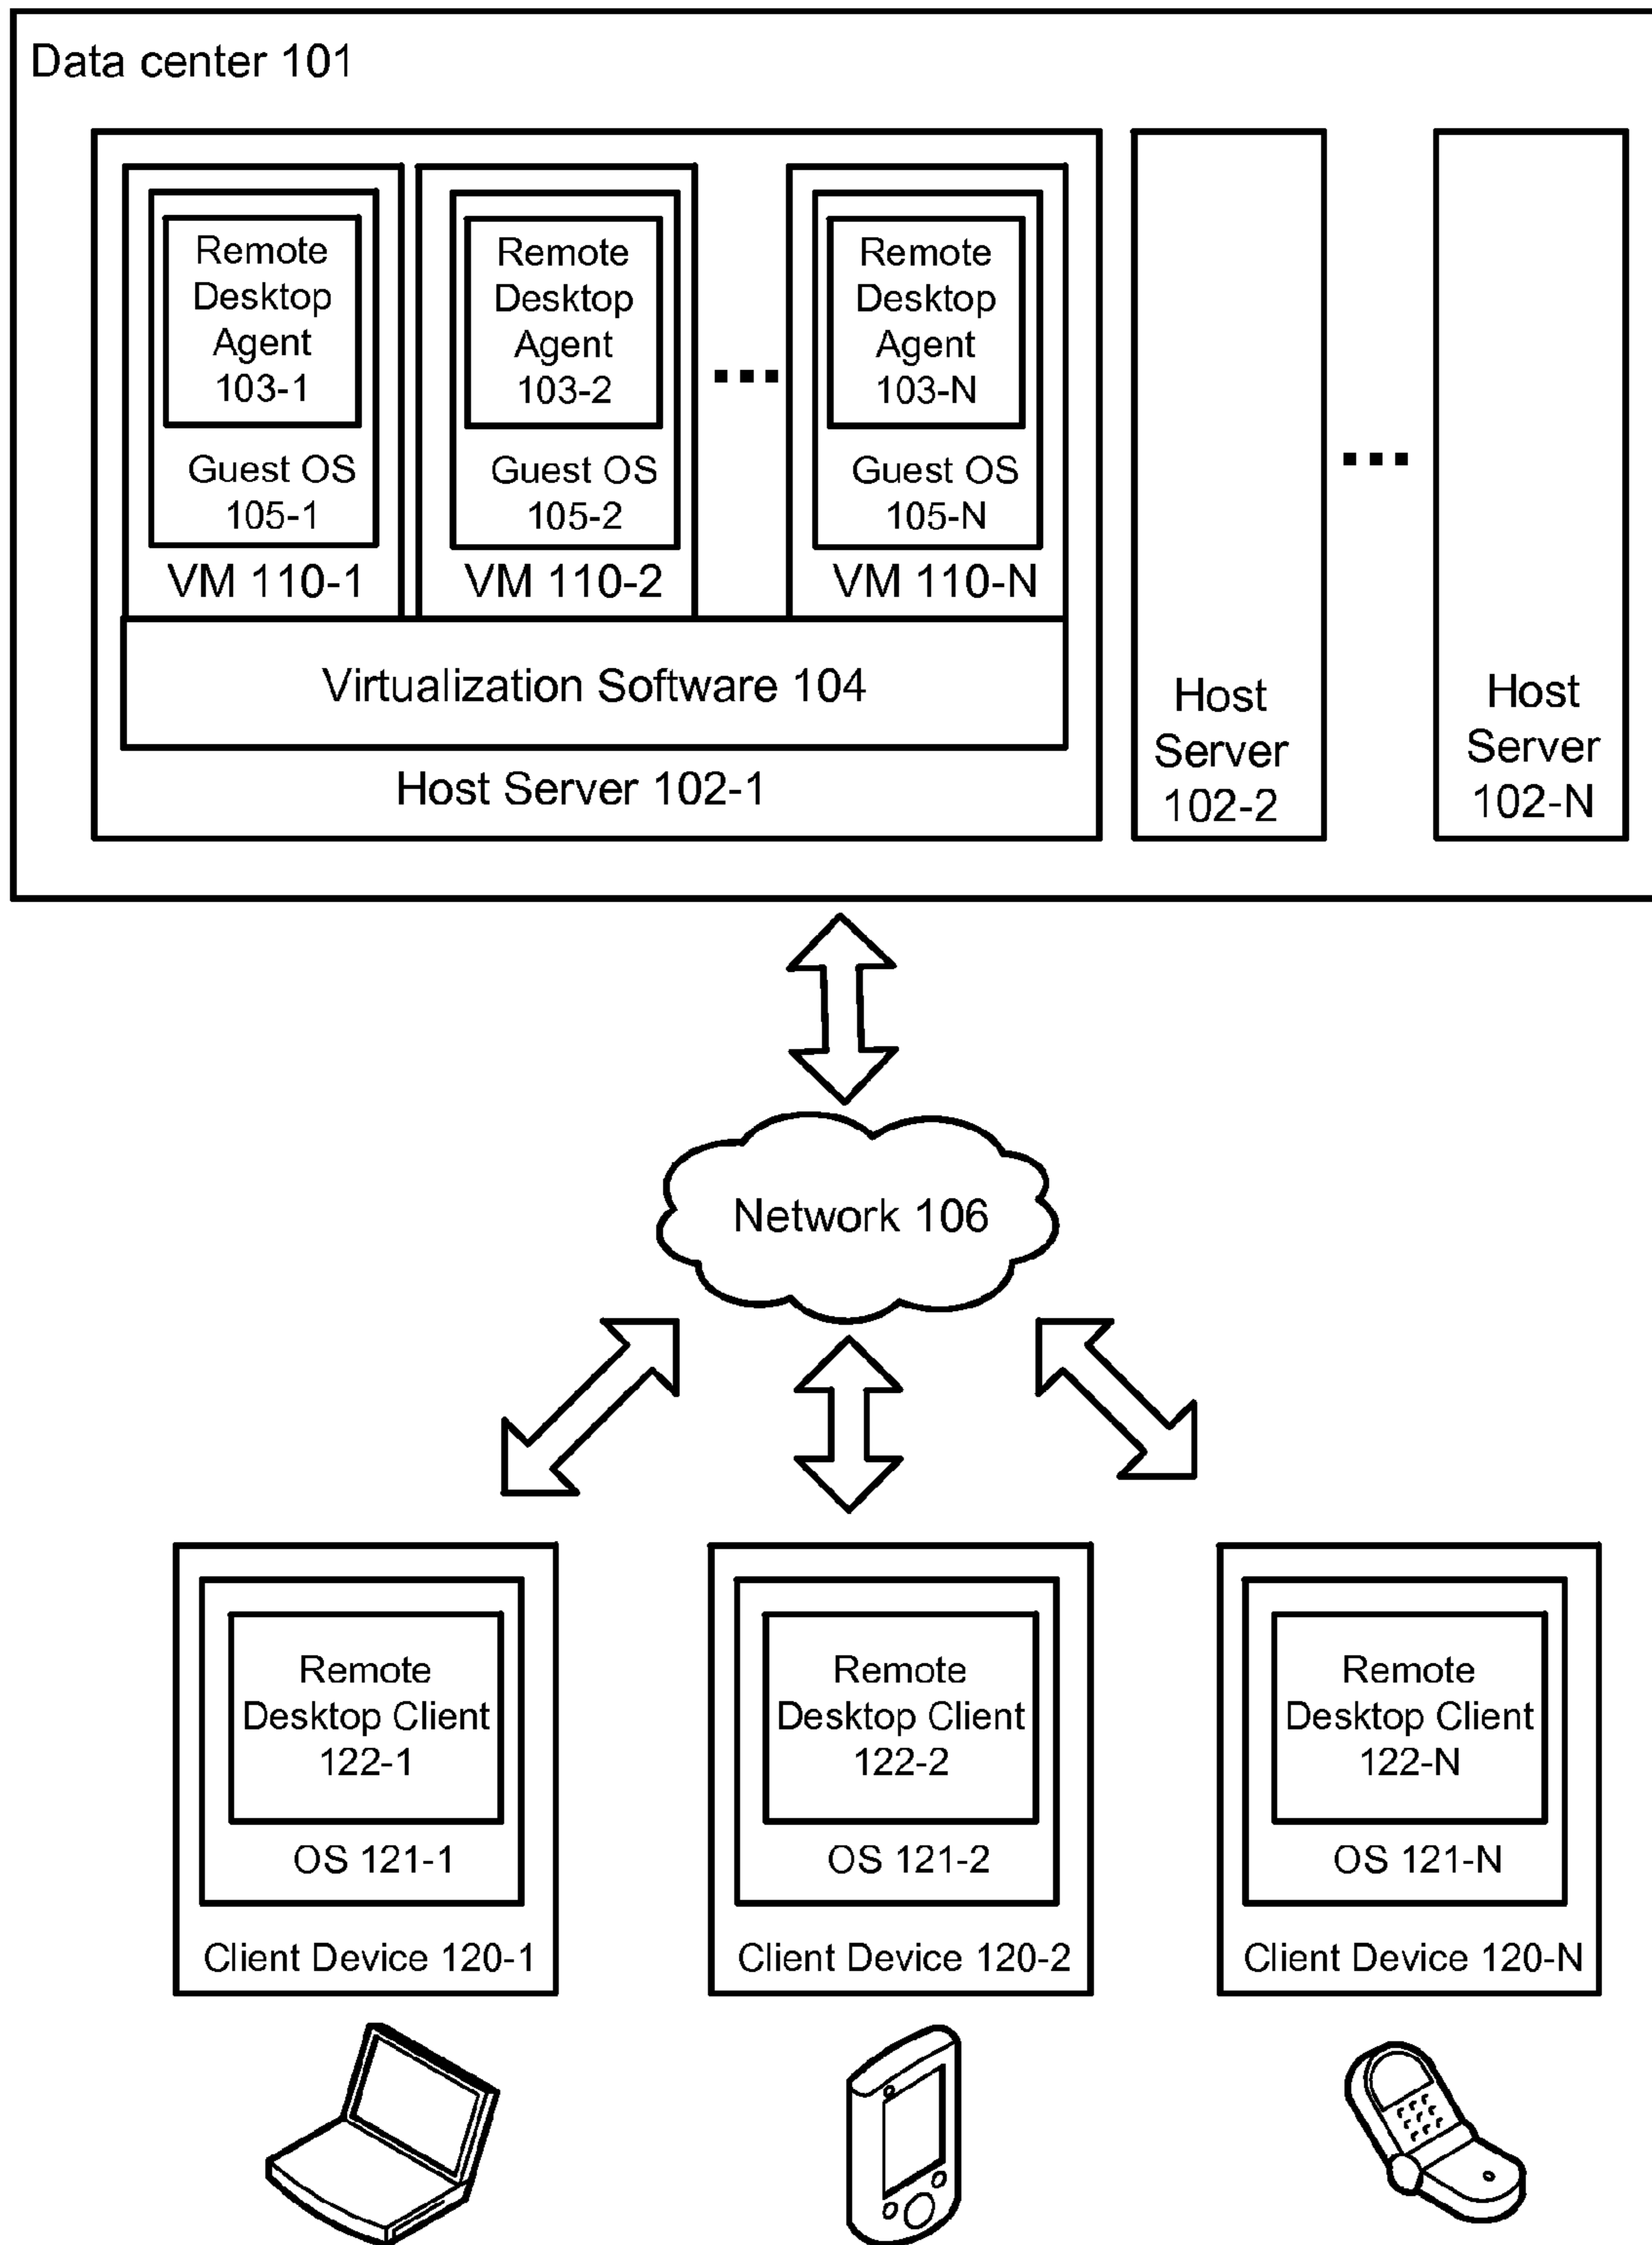 Data center 101
Remote
Desktop
Agent
103-1
Guest OS
105-1
VM 110-1
Remote
Desktop
Agent
103-2
Guest OS
105-2
VM 110-2
...
Remote
Desktop
Agent
103-N
Guest OS
105-N
VM 110-N
Virtualization Software 104
Host Server 102-1
Host
Server
102-2
...
Host
Server
102-N
Network 106
Remote
Desktop Client
122-1
OS 121-1
Client Device 120-1
Remote
Desktop Client
122-2
OS 121-2
Client Device 120-2
Remote
Desktop Client
122-N
OS 121-N
Client Device 120-N